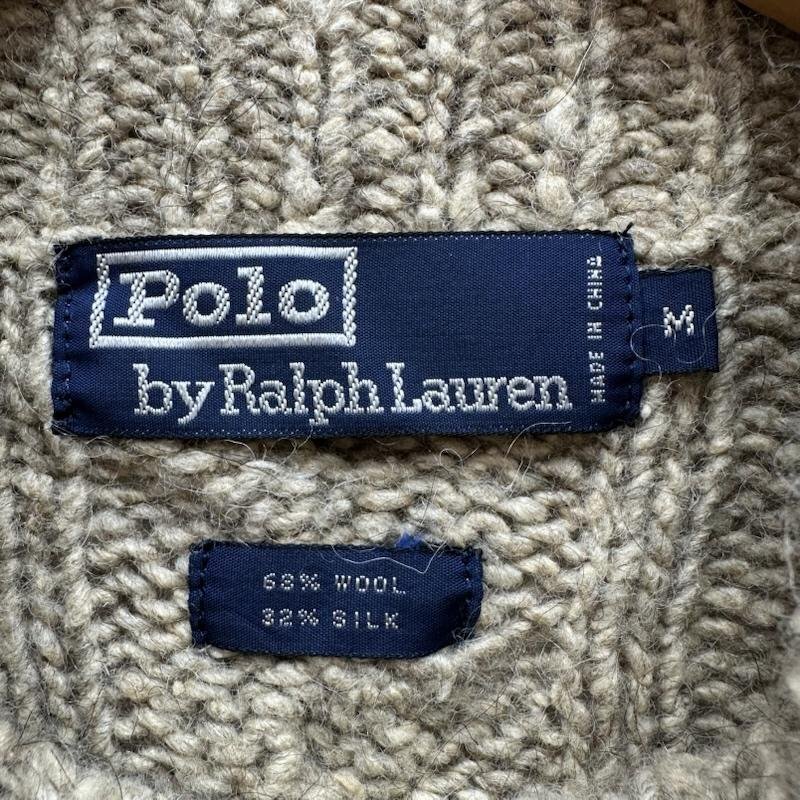 Polo
by Ralph Lauren
MADE IN CHINA
M
68% WOOL
32% SILK